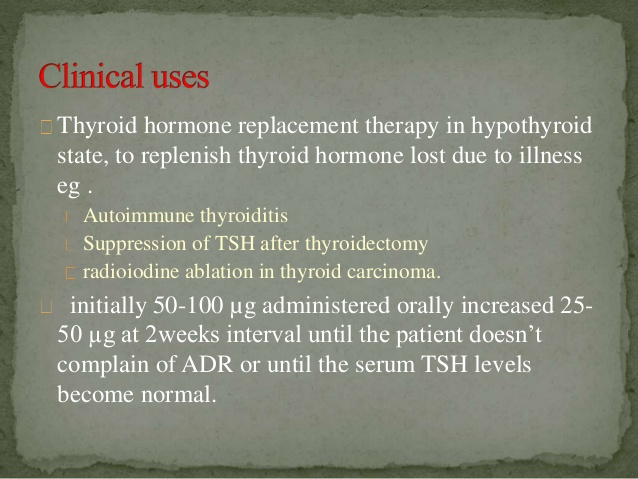 Clinical uses
Thyroid hormone replacement therapy in hypothyroid
state, to replenish thyroid hormone lost due to illness
eg .
Autoimmune thyroiditis
Suppression of TSH after thyroidectomy
radioiodine ablation in thyroid carcinoma.
initially 50-100 µg administered orally increased 25-
50 µg at 2weeks interval until the patient doesn’t
complain of ADR or until the serum TSH levels
become normal.